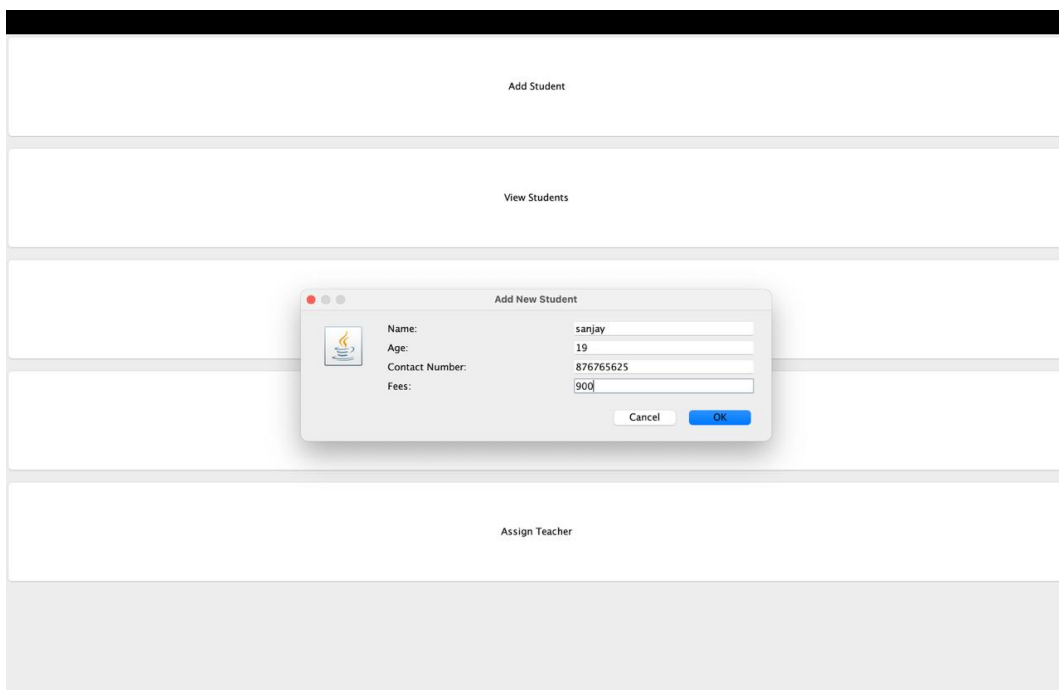 Add Student
View Students
Add New Student
Name: sanjay
Age: 19
Contact Number: 876765625
Fees: 900
Cancel OK
Assign Teacher